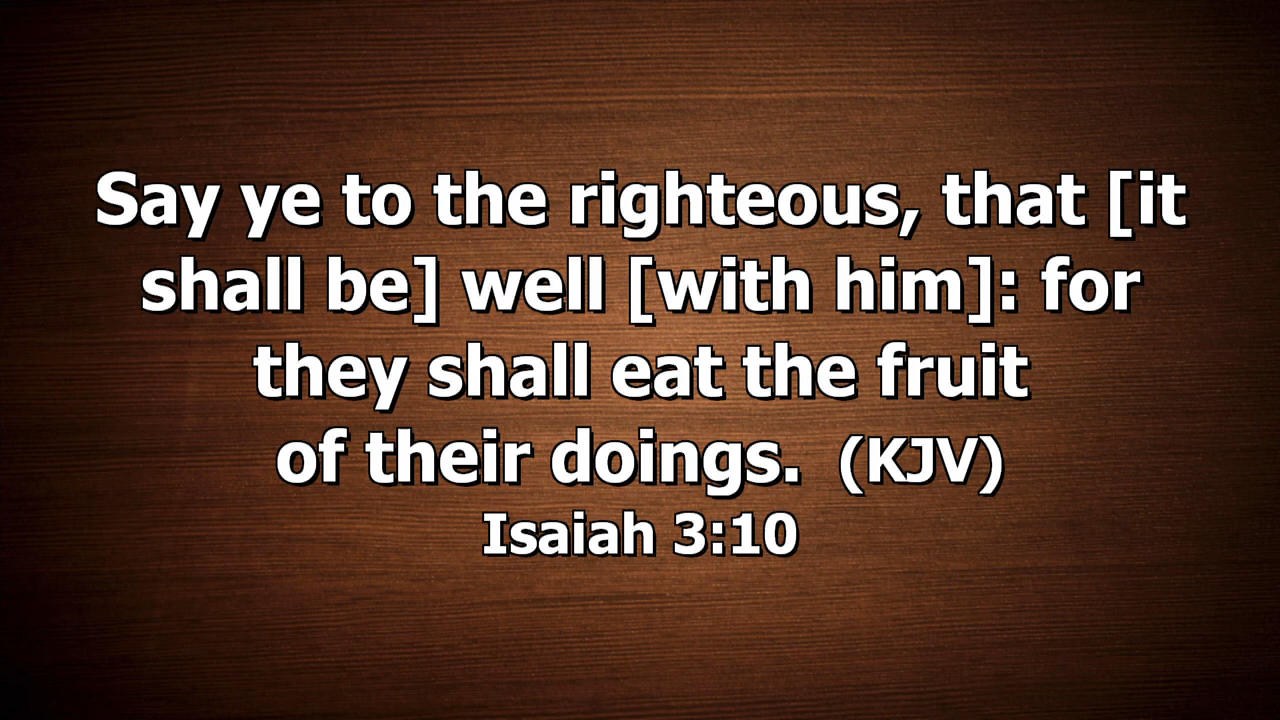 Say ye to the righteous, that [it
shall be] well [with him]: for
they shall eat the fruit
of their doings. (KJV)
Isaiah 3:10